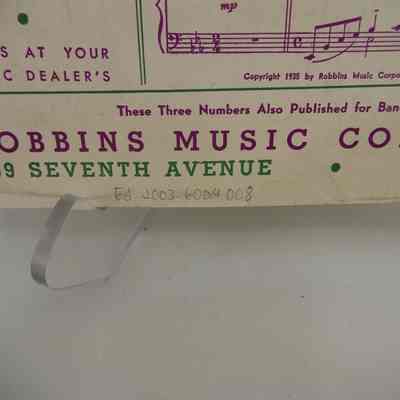 mp
S AT YOUR
C DEALER'S
Copyright 1935 by Robbins Music Corpo
These Three Numbers Also Published for Ban
OBBINS MUSIC CO
9 SEVENTH AVENUE